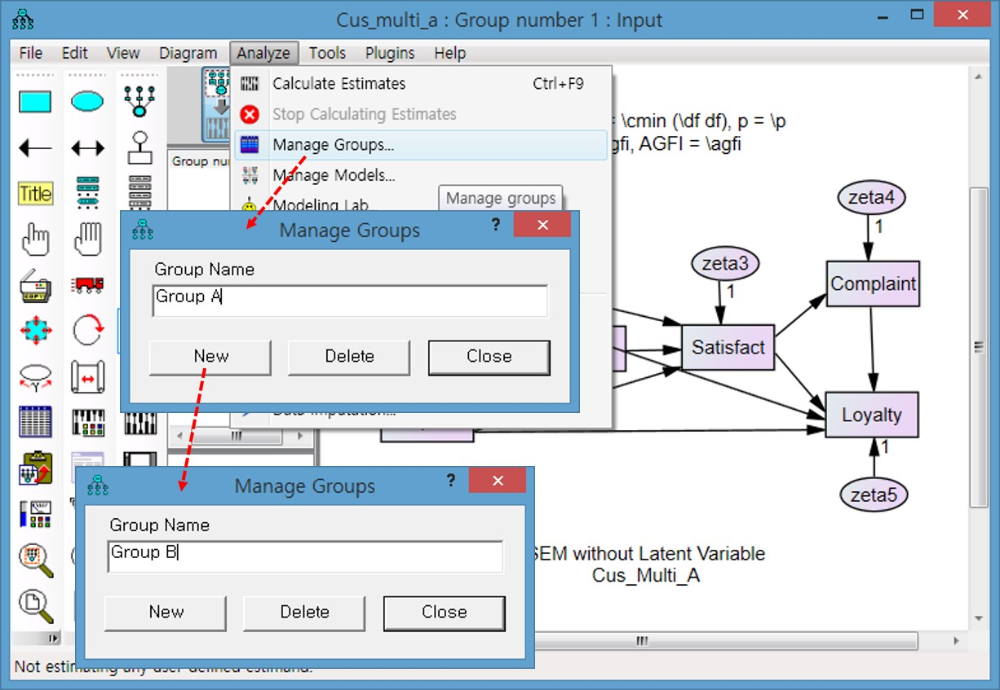 Cus_multi_a : Group number 1 : Input
File Edit View Diagram Analyze Tools Plugins Help
Calculate Estimates Ctrl+F9
Stop Calculating Estimates
Manage Groups...
Manage Models...
Modeling Lab...
Manage groups
Title
Group nu
= \cmin (\df df), p = \p
gfi, AGFI = \agfi
Manage Groups ?
Group Name
Group A
New Delete Close
Data Imputation...
zeta4
1
zeta3
1
Complaint
Satisfact
Loyalty
1
zeta5
Manage Groups ?
Group Name
Group B
New Delete Close
SEM without Latent Variable
Cus_Multi_A
Not estimating any user-defined estimand.